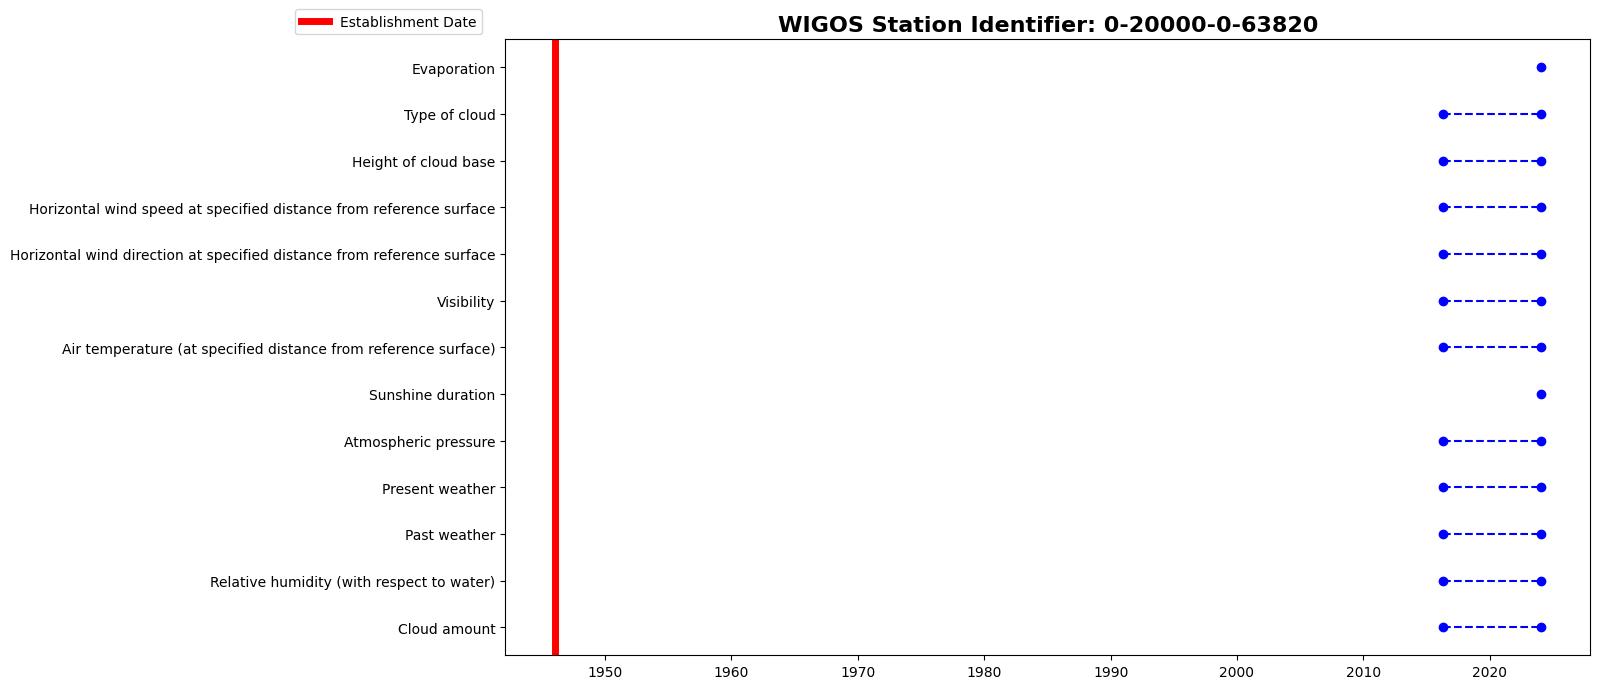 Establishment Date
WIGOS Station Identifier: 0-20000-0-63820
Evaporation
Type of cloud
Height of cloud base
Horizontal wind speed at specified distance from reference surface
Horizontal wind direction at specified distance from reference surface
Visibility
Air temperature (at specified distance from reference surface)
Sunshine duration
Atmospheric pressure
Present weather
Past weather
Relative humidity (with respect to water)
Cloud amount
1950 1960 1970 1980 1990 2000 2010 2020